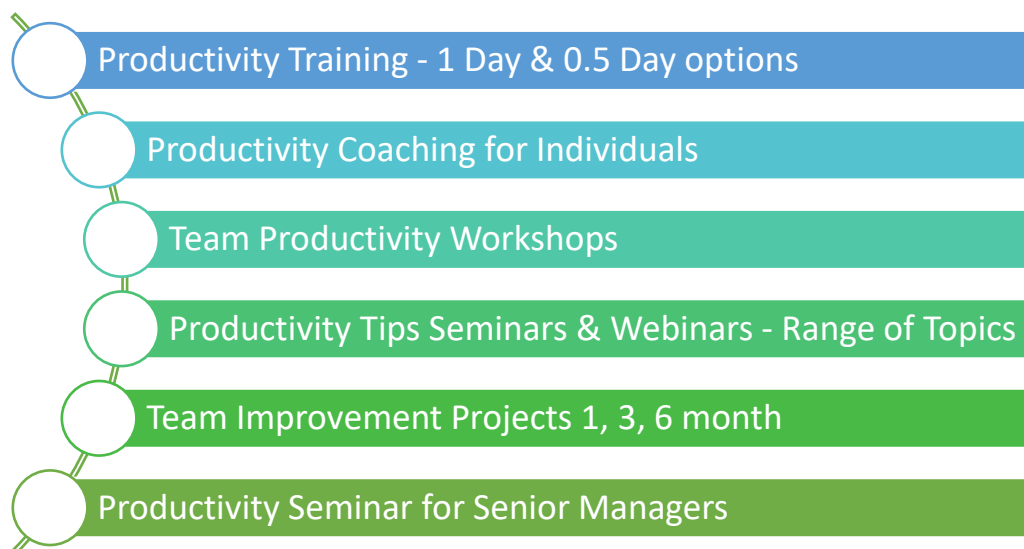 Productivity Training - 1 Day & 0.5 Day options
Productivity Coaching for Individuals
Team Productivity Workshops
Productivity Tips Seminars & Webinars - Range of Topics
Team Improvement Projects 1, 3, 6 month
Productivity Seminar for Senior Managers